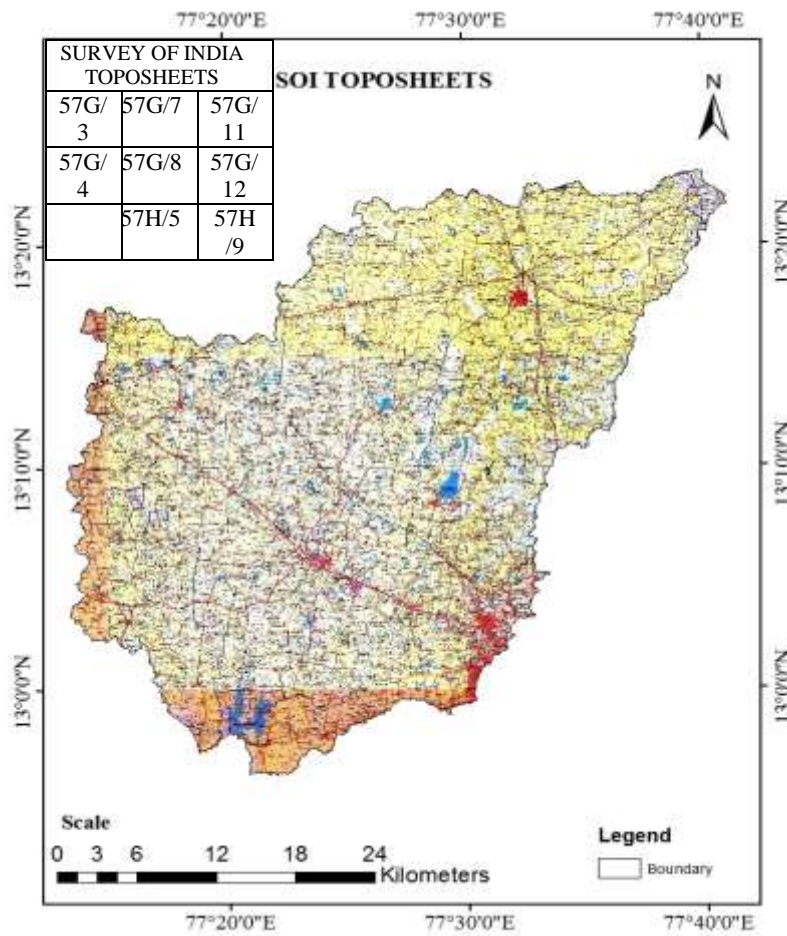 77°20'0"E 77°30'0"E 77°40'0"E
SURVEY OF INDIA
TOPOSHEETS
SOI TOPOSHEETS
N
57G/
3
57G/7
57G/
11
57G/
4
57G/8
57G/
12
57H/5
57H
/9
13°20'0"N
13°20'0"N
13°10'0"N
13°10'0"N
13°0'0"N
13°0'0"N
Scale
0 3 6 12 18 24
Kilometers
Legend
Boundary
77°20'0"E 77°30'0"E 77°40'0"E